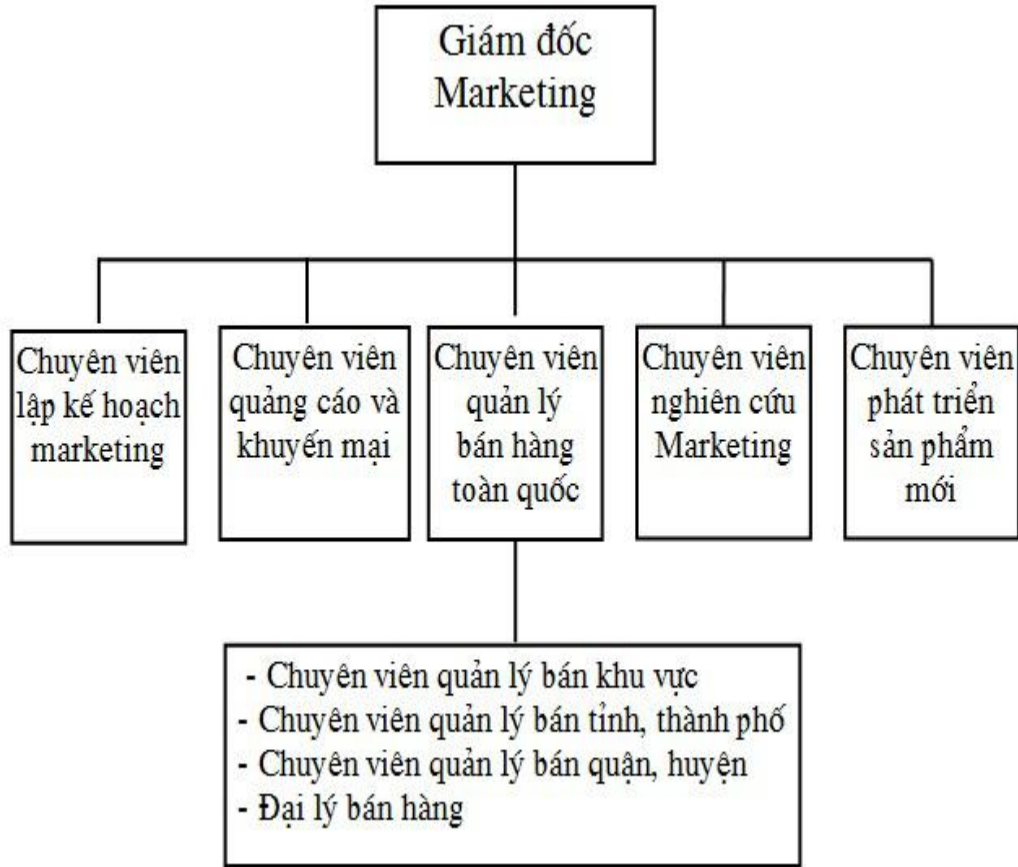 Giám đốc
Marketing
Chuyên viên
lập kế hoạch
marketing
Chuyên viên
quảng cáo và
khuyến mại
Chuyên viên
quản lý
bán hàng
toàn quốc
Chuyên viên
nghiên cứu
Marketing
Chuyên viên
phát triển
sản phẩm
mới
- Chuyên viên quản lý bán khu vực
- Chuyên viên quản lý bán tỉnh, thành phố
- Chuyên viên quản lý bán quận, huyện
- Đại lý bán hàng